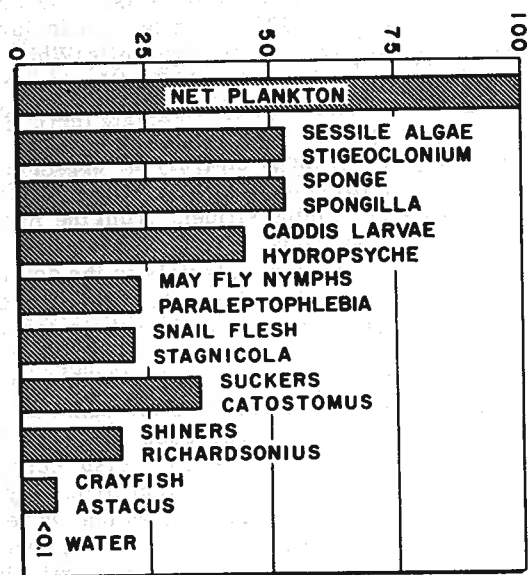 0 25 50 75 100
NET PLANKTON
SESSILE ALGAE
STIGEOCLONIUM
SPONGE
SPONGILLA
CADDIS LARVAE
HYDROPSYCHE
MAY FLY NYMPHS
PARALEPTOPHLEBIA
SNAIL FLESH
STAGNICOLA
SUCKERS
CATOSTOMUS
SHINERS
RICHARDSONIUS
CRAYFISH
ASTACUS
<0.1 WATER